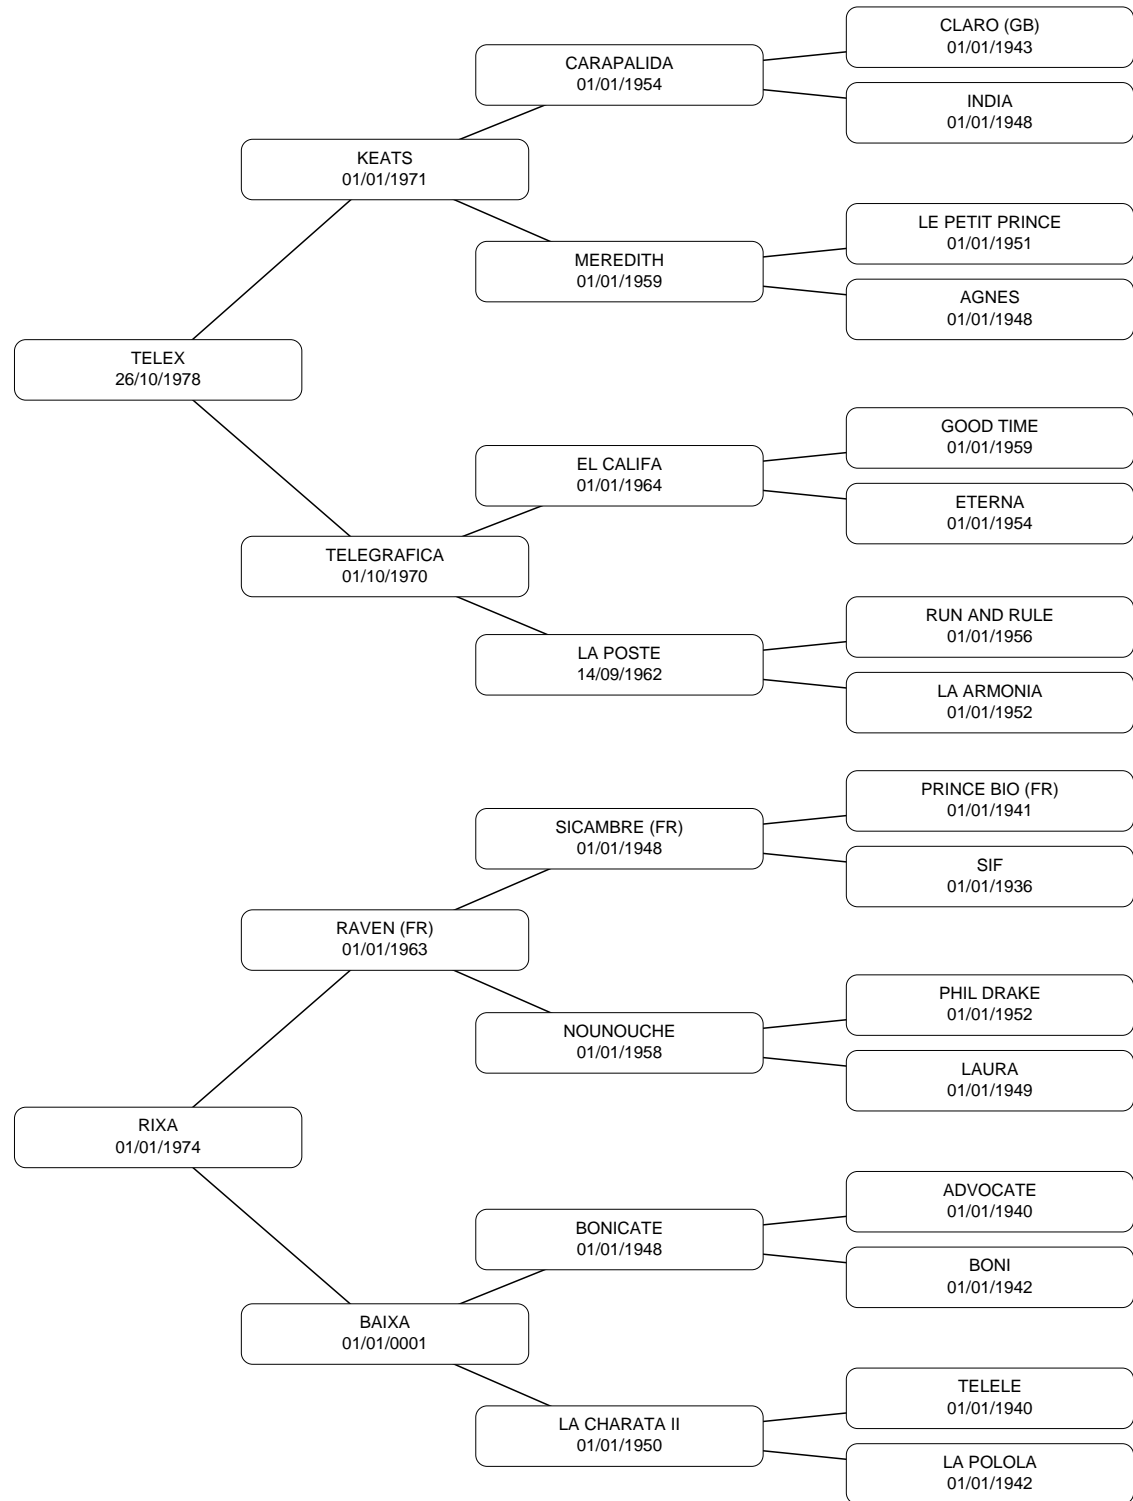 CLARO (GB)
01/01/1943
CARAPALIDA
01/01/1954
INDIA
01/01/1948
KEATS
01/01/1971
LE PETIT PRINCE
01/01/1951
MEREDITH
01/01/1959
AGNES
01/01/1948
TELEX
26/10/1978
GOOD TIME
01/01/1959
EL CALIFA
01/01/1964
ETERNA
01/01/1954
TELEGRAFICA
01/10/1970
RUN AND RULE
01/01/1956
LA POSTE
14/09/1962
LA ARMONIA
01/01/1952
PRINCE BIO (FR)
01/01/1941
SICAMBRE (FR)
01/01/1948
SIF
01/01/1936
RAVEN (FR)
01/01/1963
PHIL DRAKE
01/01/1952
NOUNOUCHE
01/01/1958
LAURA
01/01/1949
RIXA
01/01/1974
ADVOCATE
01/01/1940
BONICATE
01/01/1948
BONI
01/01/1942
BAIXA
01/01/0001
TELELE
01/01/1940
LA CHARATA II
01/01/1950
LA POLOLA
01/01/1942